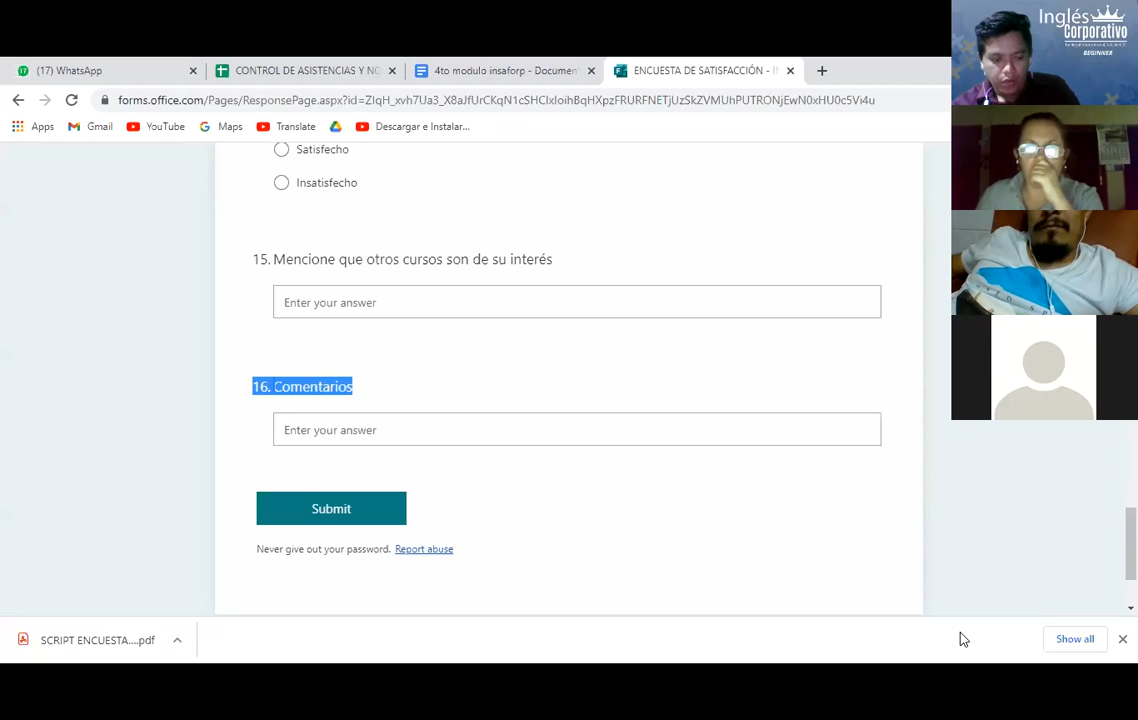 (17) WhatsApp
CONTROL DE ASISTENCIAS Y NO
4to modulo insaforp - Document
ENCUESTA DE SATISFACCIÓN - I
forms.office.com/Pages/ResponsePage.aspx?id=ZIqH_xvh7Ua3_X8aJfUrCKqN1cSHCIxIoihBqHXpzFRURFNETjUzSkZVMUhPUTRONjEwN0xHU0c5Vi4u
Apps
Gmail
YouTube
Maps
Translate
Descargar e Instalar...
Inglés
Corporativo
BEGINNER
Satisfecho
Insatisfecho
15. Mencione que otros cursos son de su interés
Enter your answer
16. Comentarios
Enter your answer
Submit
Never give out your password. Report abuse
SCRIPT ENCUESTA....pdf
Show all